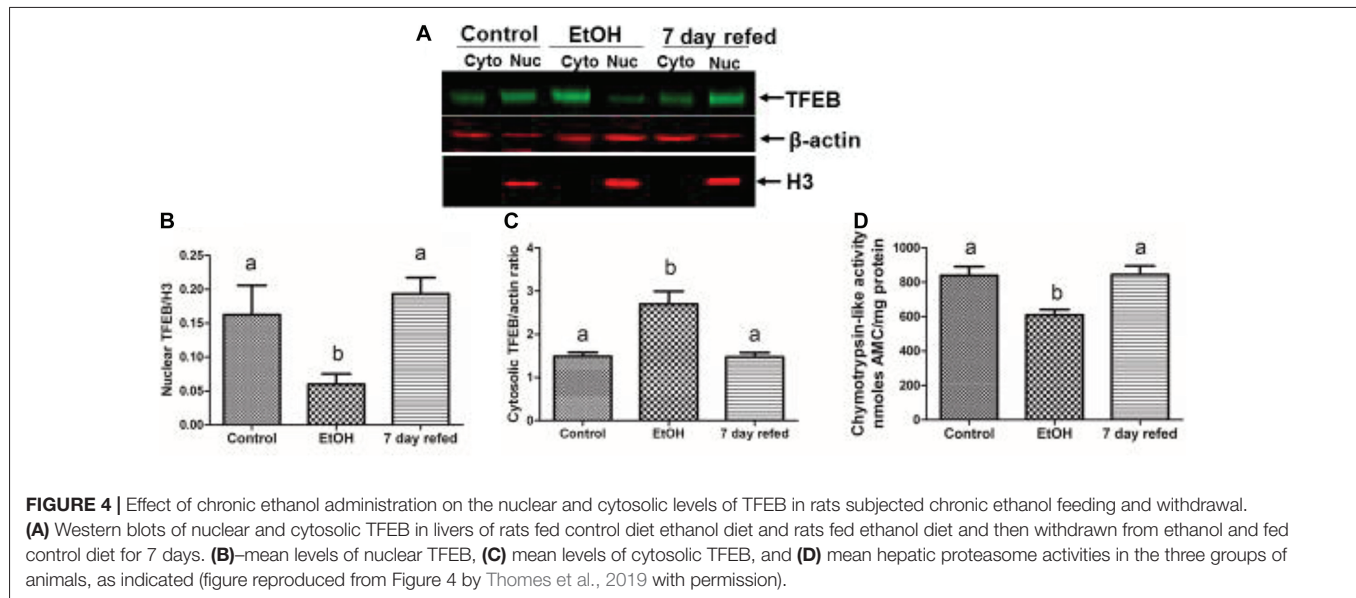 A Control EtOH 7 day refed
Cyto Nuc Cyto Nuc Cyto Nuc
TFEB
β-actin
H3
B
Nuclear TFEB/H3
0.25
0.20
0.15
0.10
0.05
0.00
a
b
a
Control EtOH 7 day refed
C
Cytosolic TFEB/actin ratio
4
3
2
1
0
a
b
a
Control EtOH 7 day refed
D
Chymotrypsin-like activity
nmoles AMC/mg protein
1000
800
600
400
200
0
a
b
a
Control EtOH 7 day refed
FIGURE 4 | Effect of chronic ethanol administration on the nuclear and cytosolic levels of TFEB in rats subjected chronic ethanol feeding and withdrawal.
(A) Western blots of nuclear and cytosolic TFEB in livers of rats fed control diet ethanol diet and rats fed ethanol diet and then withdrawn from ethanol and fed
control diet for 7 days. (B)–mean levels of nuclear TFEB, (C) mean levels of cytosolic TFEB, and (D) mean hepatic proteasome activities in the three groups of
animals, as indicated (figure reproduced from Figure 4 by Thomes et al., 2019 with permission).